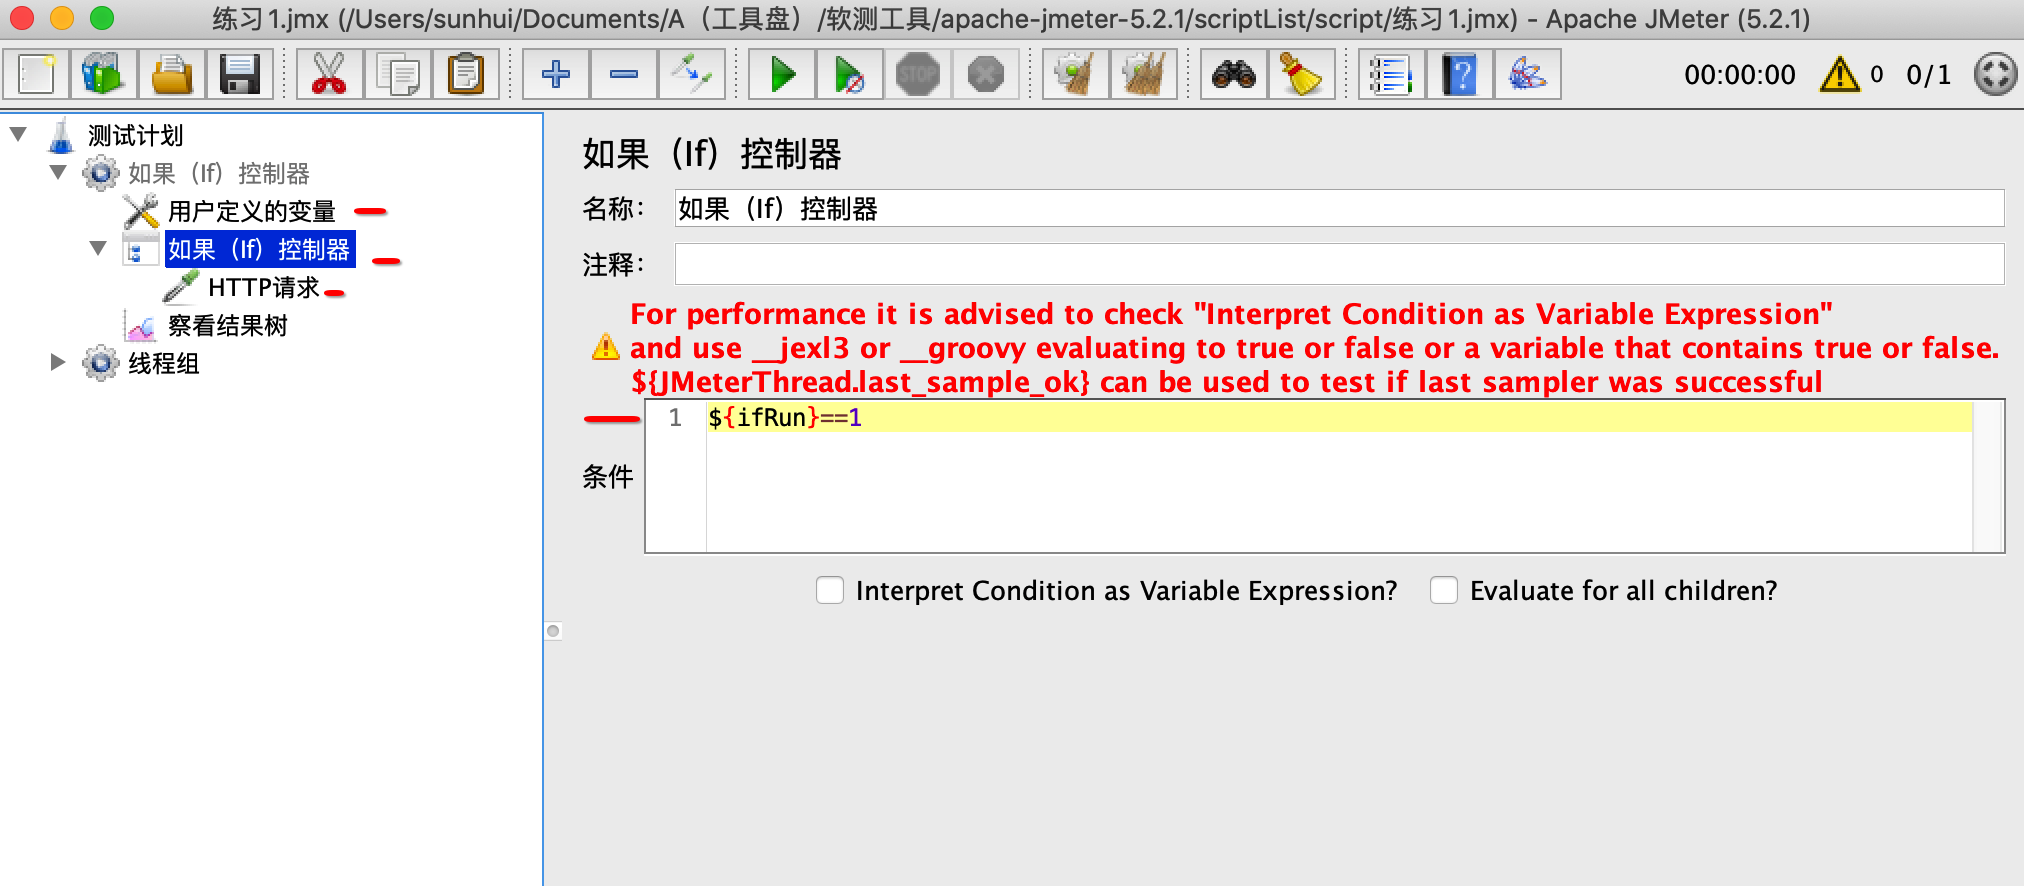 练习1.jmx (/Users/sunhui/Documents/A（工具盘）/软测工具/apache-jmeter-5.2.1/scriptList/script/练习1.jmx) - Apache JMeter (5.2.1)
STOP
?
00:00:00
0
0/1
测试计划
如果（If）控制器
用户定义的变量
如果（If）控制器
HTTP请求
察看结果树
线程组
如果（If）控制器
名称：
如果（If）控制器
注释：
For performance it is advised to check "Interpret Condition as Variable Expression"
and use __jexl3 or __groovy evaluating to true or false or a variable that contains true or false.
${JMeterThread.last_sample_ok} can be used to test if last sampler was successful
条件
1
${ifRun}==1
Interpret Condition as Variable Expression?
Evaluate for all children?